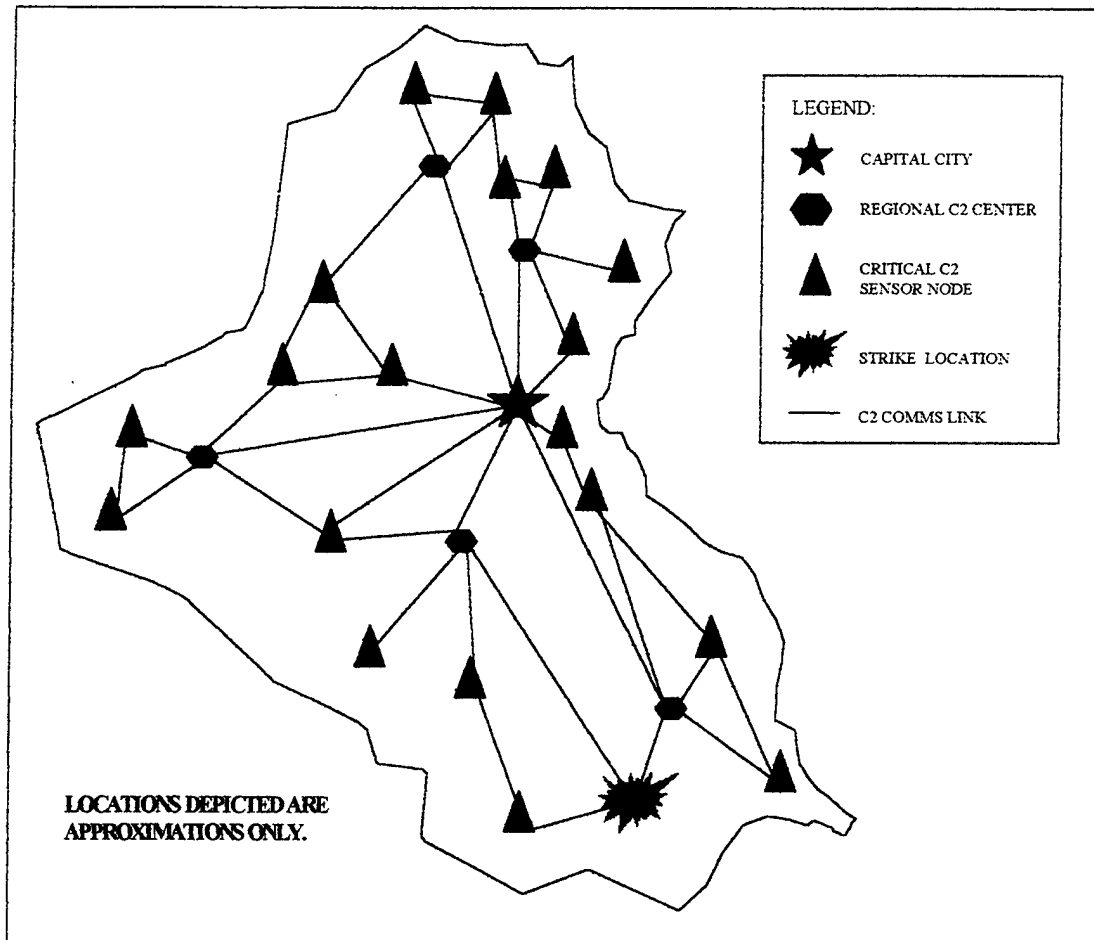 LEGEND:
CAPITAL CITY
REGIONAL C2 CENTER
CRITICAL C2
SENSOR NODE
STRIKE LOCATION
C2 COMMS LINK
LOCATIONS DEPICTED ARE
APPROXIMATIONS ONLY.